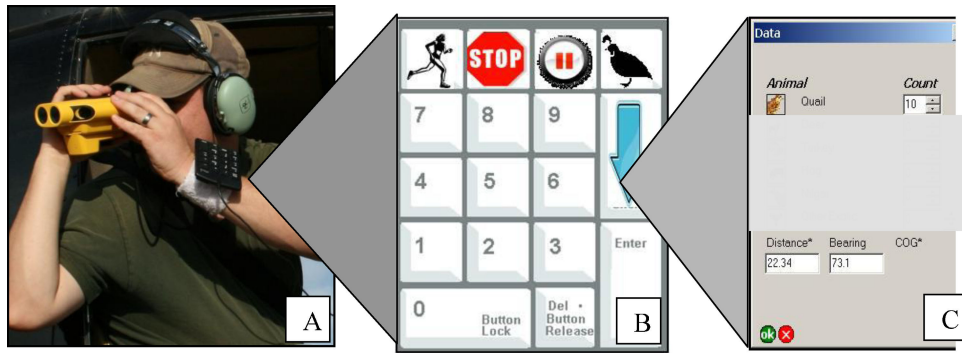 A
STOP
7 8 9
4 5 6
1 2 3 Enter
0 Button Lock Del · Button Release
B
Data
Animal Count
Quail 10
Distance* Bearing COG*
22.34 73.1
ok
C